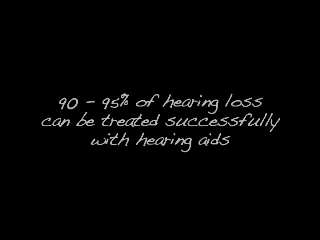 90 - 95% of hearing loss
can be treated successfully
with hearing aids